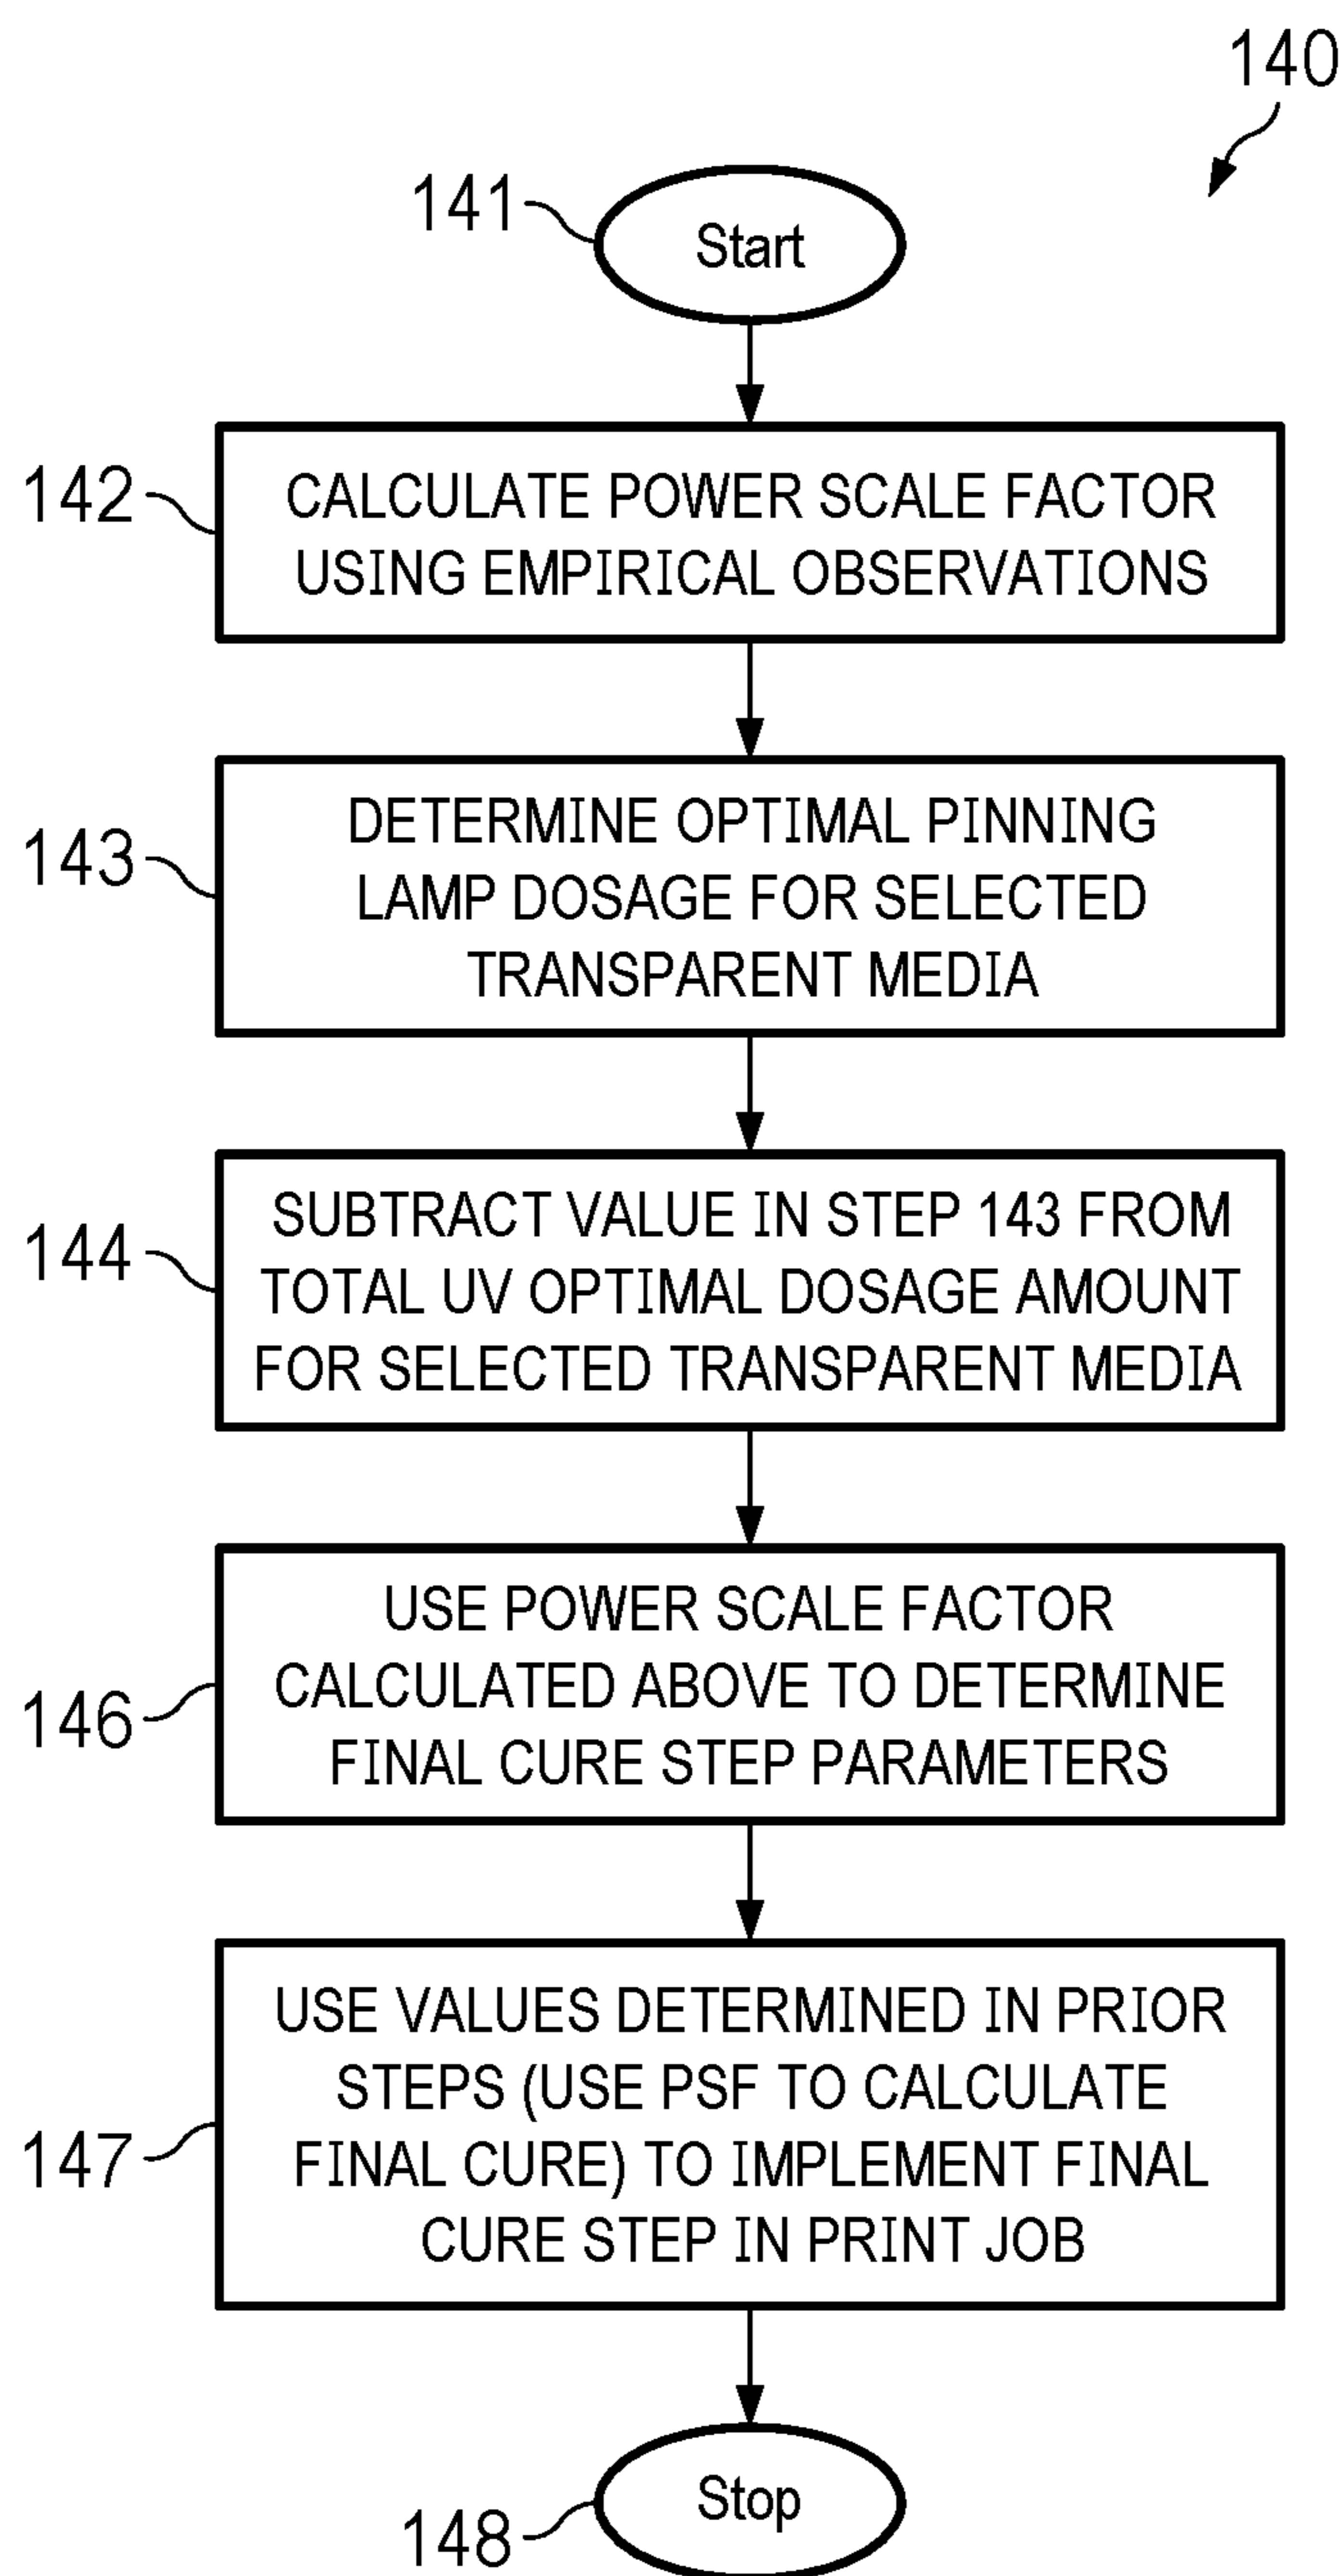 140
141
Start
142
CALCULATE POWER SCALE FACTOR
USING EMPIRICAL OBSERVATIONS
143
DETERMINE OPTIMAL PINNING
LAMP DOSAGE FOR SELECTED
TRANSPARENT MEDIA
144
SUBTRACT VALUE IN STEP 143 FROM
TOTAL UV OPTIMAL DOSAGE AMOUNT
FOR SELECTED TRANSPARENT MEDIA
146
USE POWER SCALE FACTOR
CALCULATED ABOVE TO DETERMINE
FINAL CURE STEP PARAMETERS
147
USE VALUES DETERMINED IN PRIOR
STEPS (USE PSF TO CALCULATE
FINAL CURE) TO IMPLEMENT FINAL
CURE STEP IN PRINT JOB
148
Stop